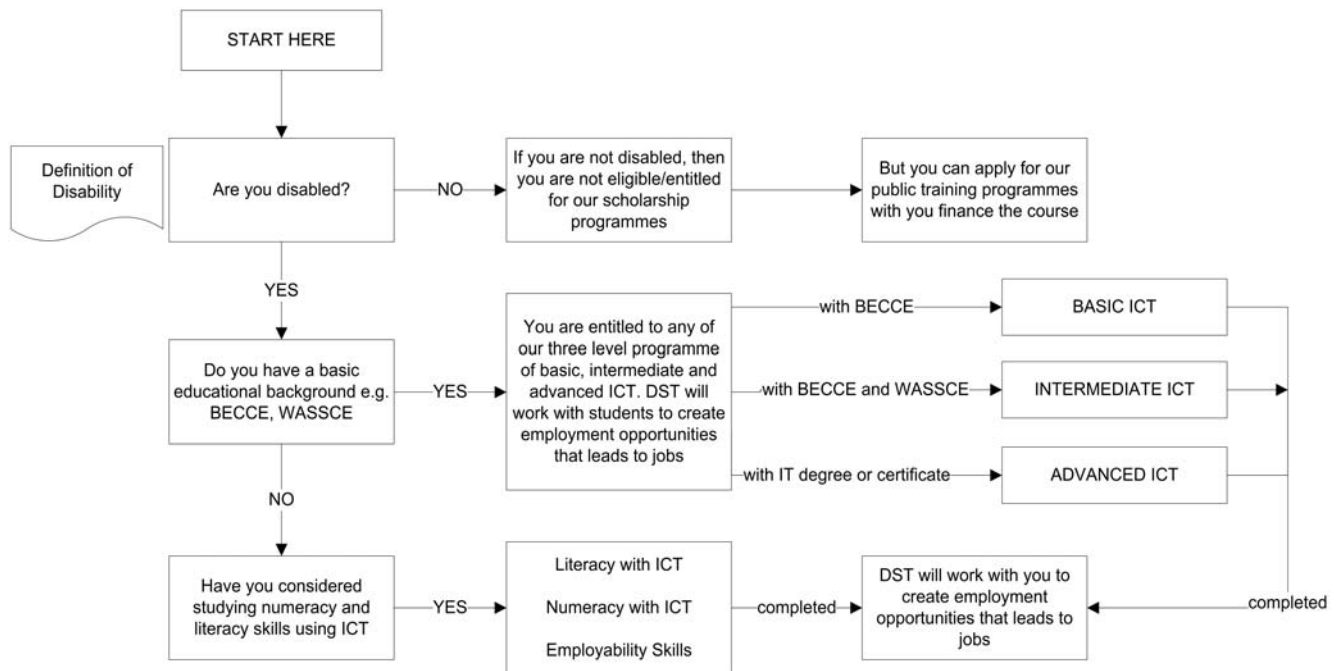 START HERE
Definition of
Disability
Are you disabled?
NO
If you are not disabled, then
you are not eligible/entitled
for our scholarship
programmes
But you can apply for our
public training programmes
with you finance the course
YES
Do you have a basic
educational background e.g.
BECCE, WASSCE
YES
You are entitled to any of
our three level programme
of basic, intermediate and
advanced ICT. DST will
work with students to create
employment opportunities
that leads to jobs
with BECCE
BASIC ICT
with BECCE and WASSCE
INTERMEDIATE ICT
with IT degree or certificate
ADVANCED ICT
NO
Have you considered
studying numeracy and
literacy skills using ICT
YES
Literacy with ICT
Numeracy with ICT
Employability Skills
completed
DST will work with you to
create employment
opportunities that leads to
jobs
completed